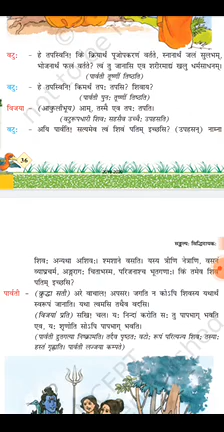 वटुः - हे तपस्विनि! किं क्रियार्थं पूजोपकरणं वर्तते, स्नानार्थं जलं सुलभम्,
भोजनार्थं फलं वर्तते? त्वं तु जानासि एव शरीरमाद्यं खलु धर्मसाधनम्।
(पार्वती तूष्णीं तिष्ठति)
वटुः - हे तपस्विनि! किमर्थं तपः तपसि? शिवाय?
(पार्वती पुनः तूष्णीं तिष्ठति)
विजया - (आकुलीभूय) आम्, तस्मै एव तपः तपति।
(वटुरूपधारी शिवः सहसैव उच्चैः उपहसति)
वटुः - अयि पार्वति! सत्यमेव त्वं शिवं पतिम् इच्छसि? (उपहसन्) नाम्ना
36
सङ्कल्पः सिद्धिदायकः
शिवः अन्यथा अशिवः। श्मशाने वसति। यस्य त्रीणि नेत्राणि, वसनं
व्याघ्रचर्म, अङ्गरागः चिताभस्म, परिजनाश्च भूतगणाः। किं तमेव शिवं
पतिम् इच्छसि?
पार्वती - (क्रुद्धा सती) अरे वाचाल! अपसर। जगति न कोऽपि शिवस्य यथार्थं
स्वरूपं जानाति। यथा त्वमसि तथैव वदसि।
(विजयां प्रति) सखि! चल। यः निन्दां करोति सः तु पापभाग् भवति
एव, यः शृणोति सोऽपि पापभाग् भवति।
(पार्वती द्रुतगत्या निष्क्रामति। तदैव पृष्ठतः वटोः रूपं परित्यज्य शिवः तस्याः
हस्तं गृह्णाति। पार्वती लज्जया कम्पते)